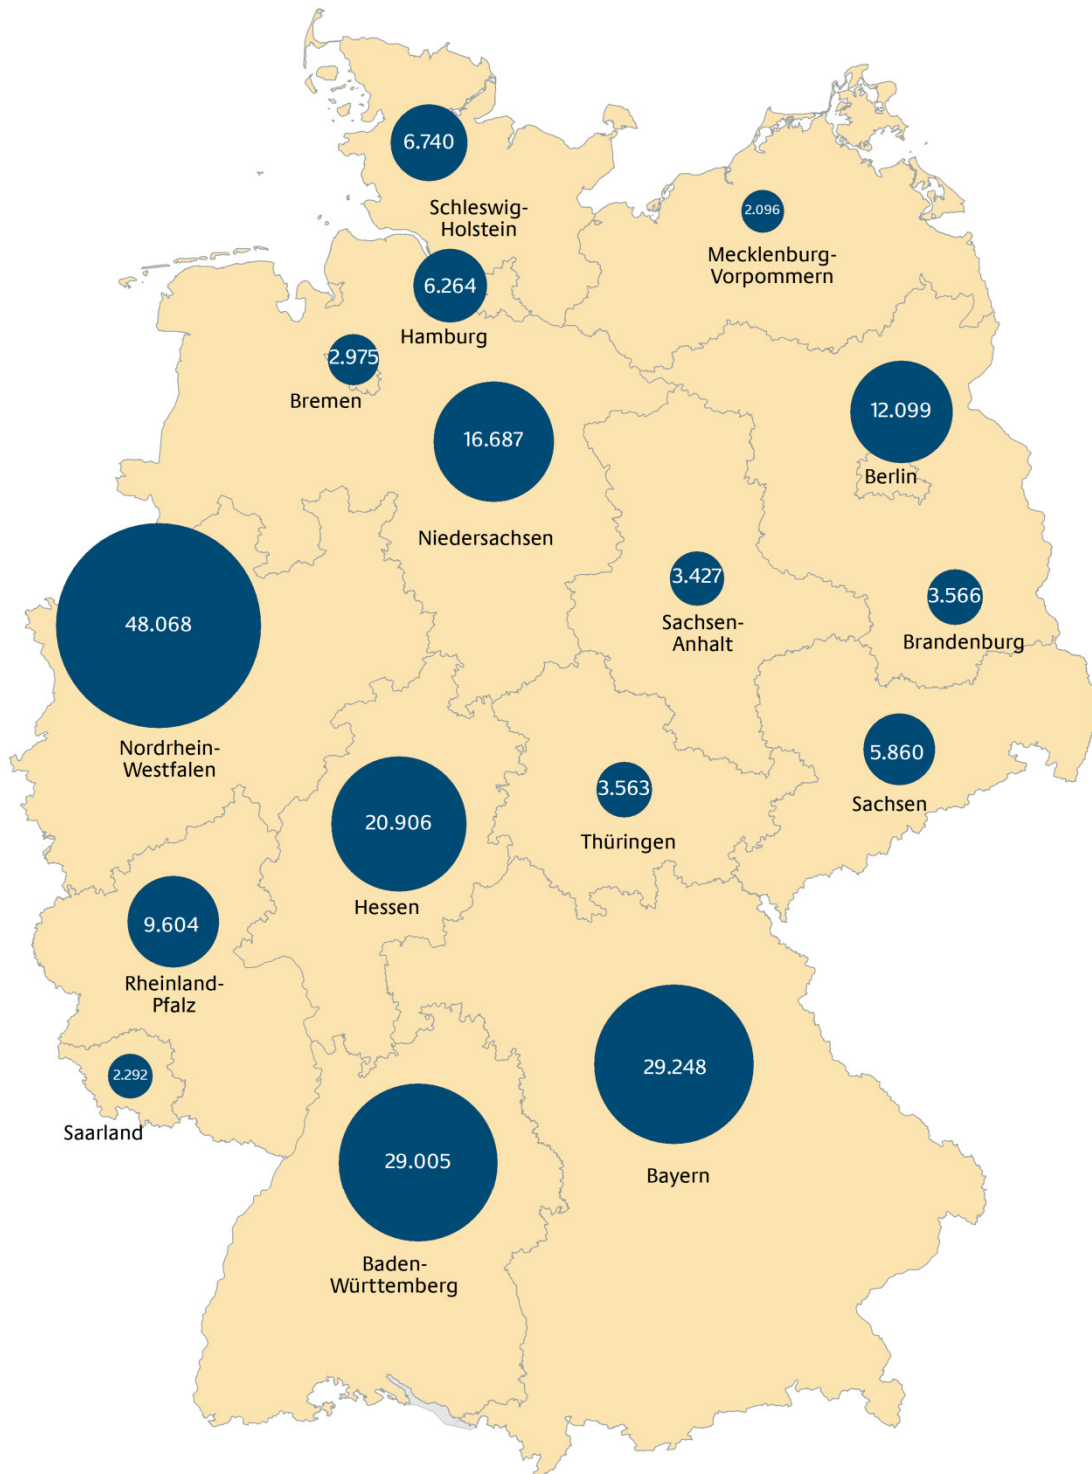 6.740
Schleswig-
Holstein
2.096
Mecklenburg-
Vorpommern
6.264
Hamburg
2.975
Bremen
12.099
Berlin
16.687
Niedersachsen
48.068
Nordrhein-
Westfalen
3.427
Sachsen-
Anhalt
3.566
Brandenburg
5.860
Sachsen
3.563
Thüringen
20.906
Hessen
9.604
Rheinland-
Pfalz
2.292
Saarland
29.248
Bayern
29.005
Baden-
Württemberg